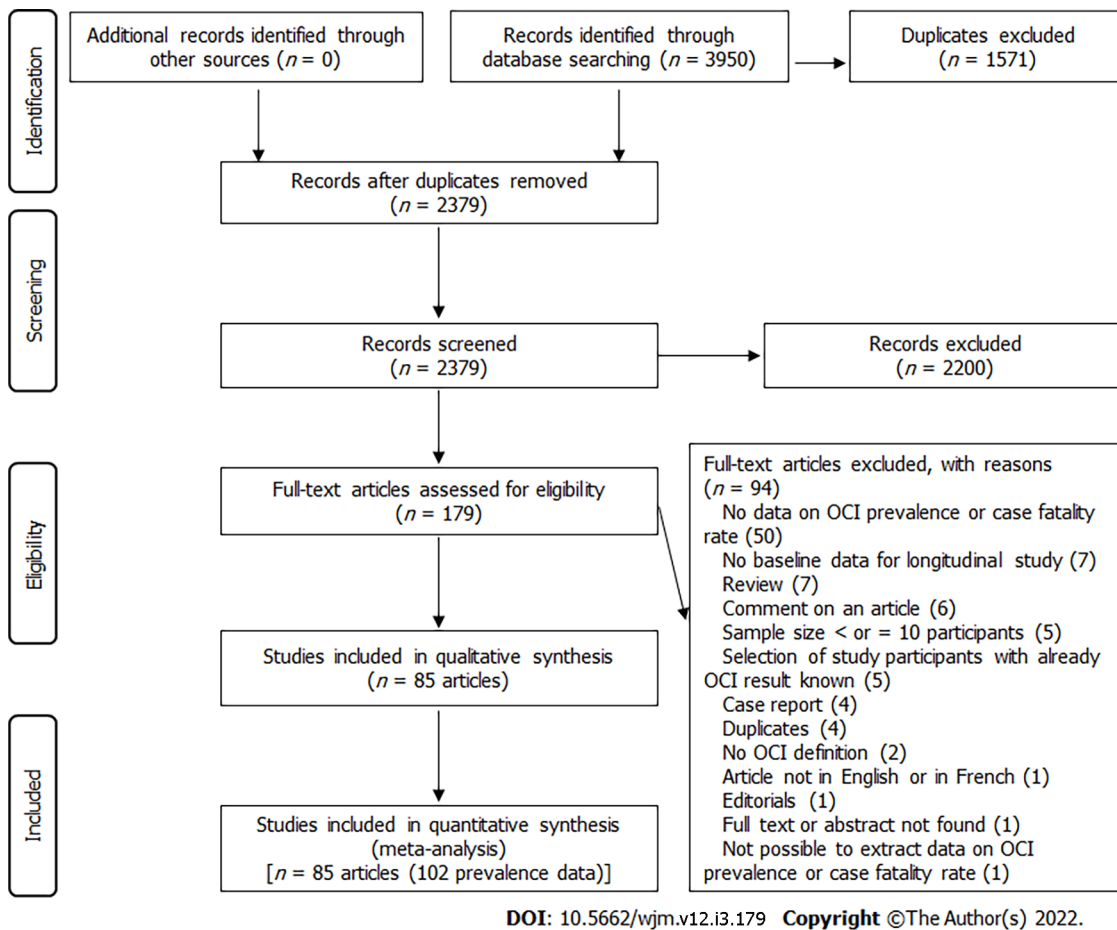 Identification
Additional records identified through
other sources (n = 0)
Records identified through
database searching (n = 3950)
Duplicates excluded
(n = 1571)
Records after duplicates removed
(n = 2379)
Screening
Records screened
(n = 2379)
Records excluded
(n = 2200)
Eligibility
Full-text articles assessed for eligibility
(n = 179)
Full-text articles excluded, with reasons
(n = 94)
No data on OCI prevalence or case fatality
rate (50)
No baseline data for longitudinal study (7)
Review (7)
Comment on an article (6)
Sample size < or = 10 participants (5)
Selection of study participants with already
OCI result known (5)
Case report (4)
Duplicates (4)
No OCI definition (2)
Article not in English or in French (1)
Editorials (1)
Full text or abstract not found (1)
Not possible to extract data on OCI
prevalence or case fatality rate (1)
Studies included in qualitative synthesis
(n = 85 articles)
Included
Studies included in quantitative synthesis
(meta-analysis)
[n = 85 articles (102 prevalence data)]
DOI: 10.5662/wjm.v12.i3.179 Copyright ©The Author(s) 2022.